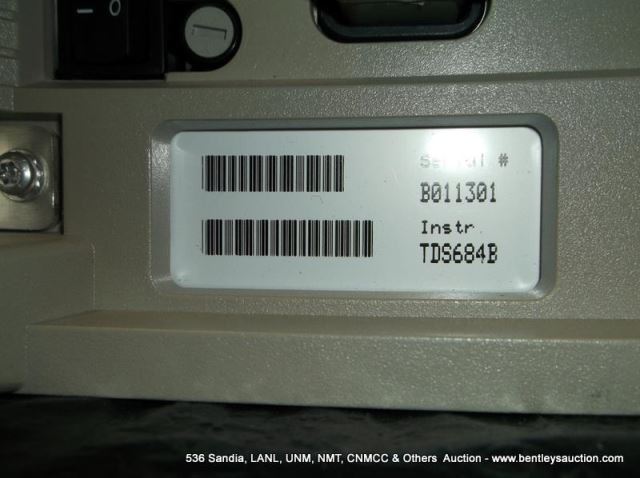 I O
Serial #
B011301
Instr
TDS684B
536 Sandia, LANL, UNM, NMT, CNMCC & Others Auction - www.bentleysauction.com